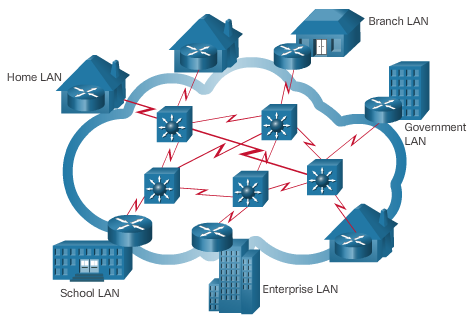 Branch LAN
Home LAN
Government
LAN
School LAN
Enterprise LAN